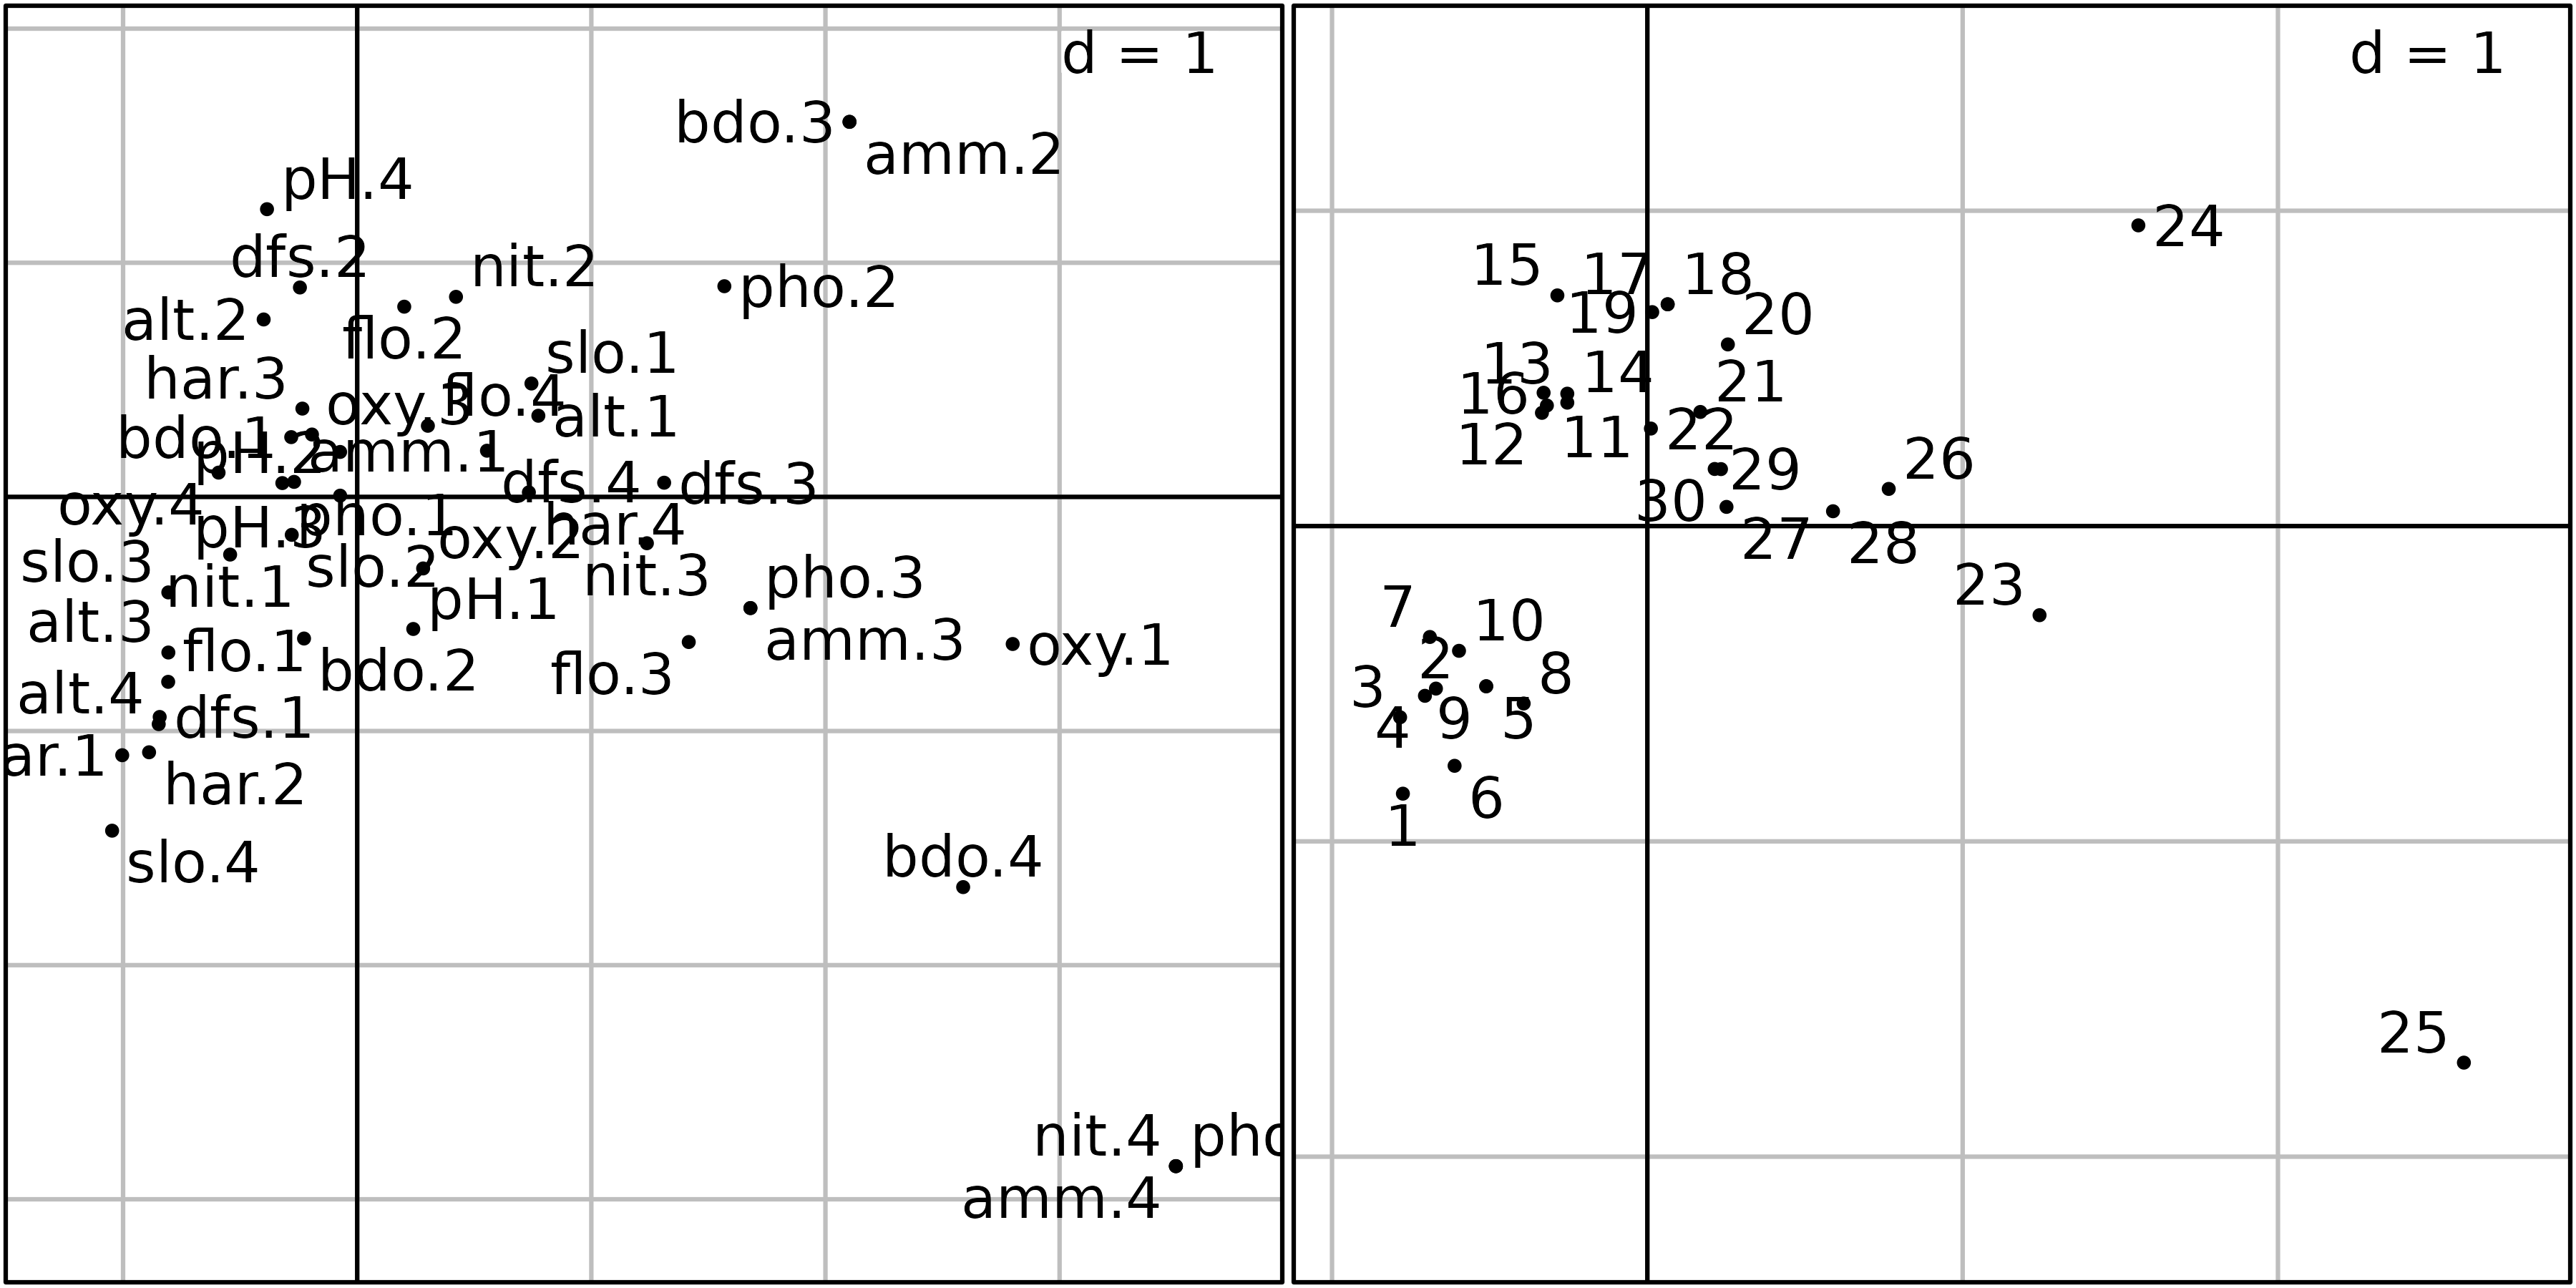 d = 1
bdo.3
amm.2
pH.4
dfs.2
nit.2
alt.2
pho.2
flo.2
slo.1
har.3
oxy.3
flo.4
alt.1
bdo.1
pH.2
amm.1
dfs.4
dfs.3
oxy.4
pH.3
pho.1
oxy.2
har.4
slo.3
nit.1
slo.2
nit.3
pho.3
alt.3
pH.1
flo.1
bdo.2
flo.3
amm.3
oxy.1
alt.4
dfs.1
ar.1
har.2
slo.4
bdo.4
nit.4
pho
amm.4
d = 1
24
15
17
18
19
20
13
14
21
16
12
11
22
29
26
30
27
28
23
7
10
2
3
8
4
9
5
6
1
25